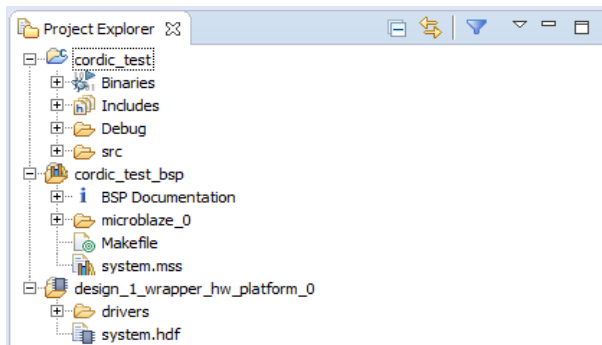 Project Explorer
cordic_test
Binaries
Includes
Debug
src
cordic_test_bsp
BSP Documentation
microblaze_0
Makefile
system.mss
design_1_wrapper_hw_platform_0
drivers
system.hdf